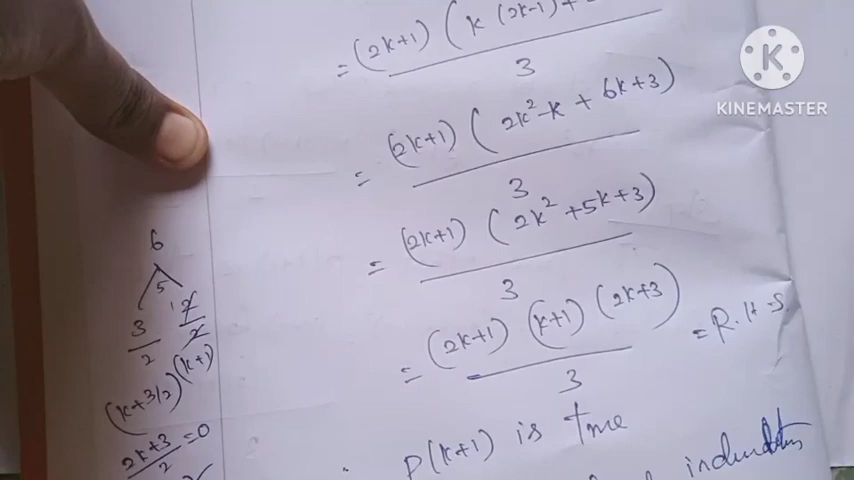 = (2k+1) ( k (2k-1) +
3
= (2k+1) ( 2k² - k + 6k+3)
3
= (2k+1) ( 2k² + 5k+3)
3
= (2k+1) (k+1) (2k+3) = R.H.S
3
P(k+1) is True
6
5
3/2 2/2
(k+3/2) (k+1)
2k+3/2 = 0
K
KINEMASTER